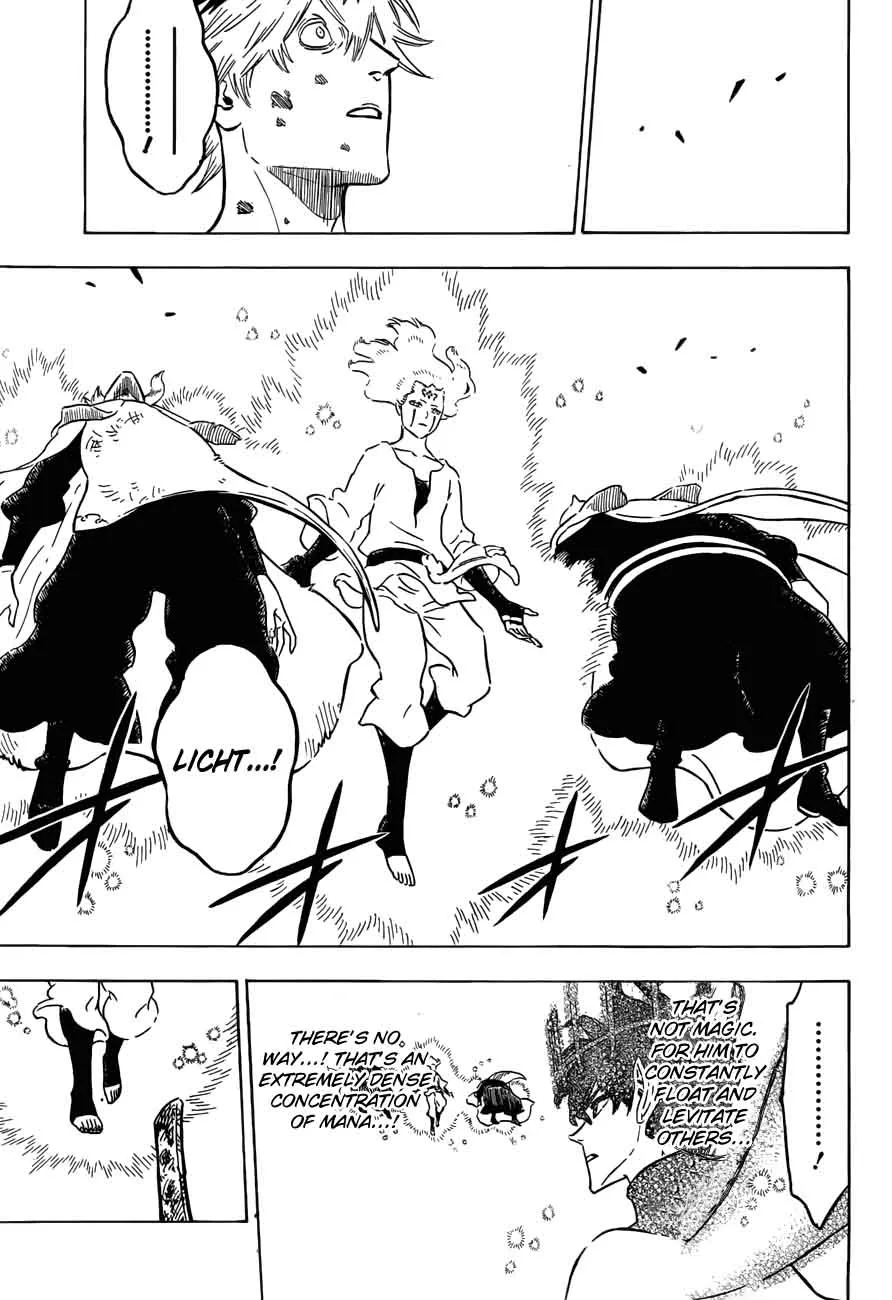 .........!
LICHT...!
.........!
THAT'S
NOT MAGIC.
FOR HIM TO
CONSTANTLY
FLOAT AND
LEVITATE
OTHERS...
THERE'S NO
WAY...! THAT'S AN
EXTREMELY DENSE
CONCENTRATION
OF MANA...!